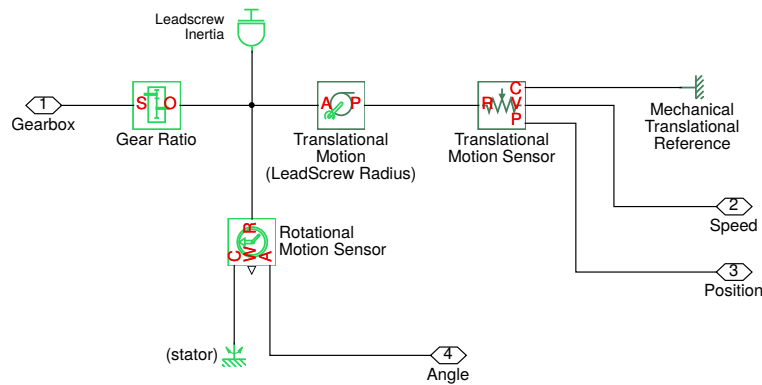 Leadscrew
Inertia
1
Gearbox
S O
Gear Ratio
A P
Translational
Motion
(LeadScrew Radius)
R C V P
Translational
Motion Sensor
Mechanical
Translational
Reference
2
Speed
3
Position
R
C W A
Rotational
Motion Sensor
(stator)
4
Angle